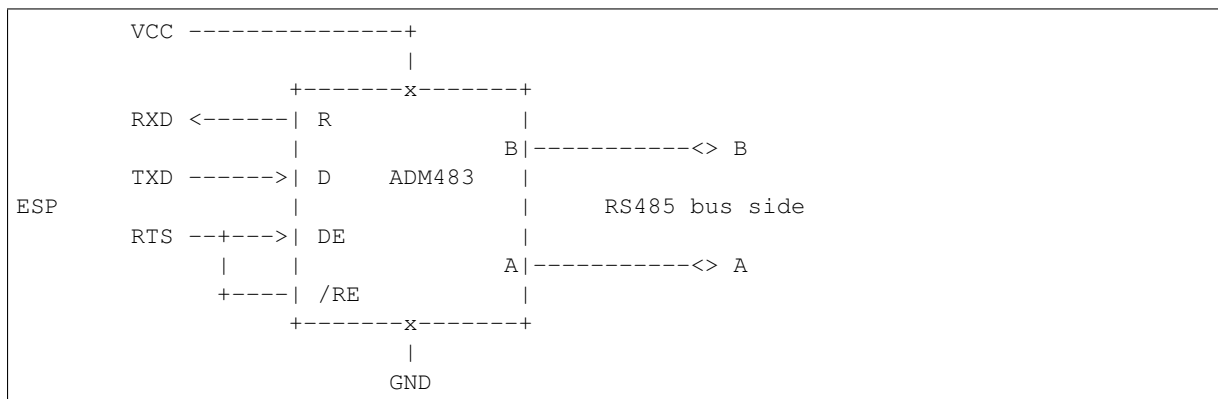 VCC ---------------+
|
+-------x-------+
RXD <------| R |
| B|-----------<> B
TXD ------>| D ADM483 |
ESP | | RS485 bus side
RTS --+--->| DE |
| | A|-----------<> A
+----| /RE |
+-------x-------+
|
GND